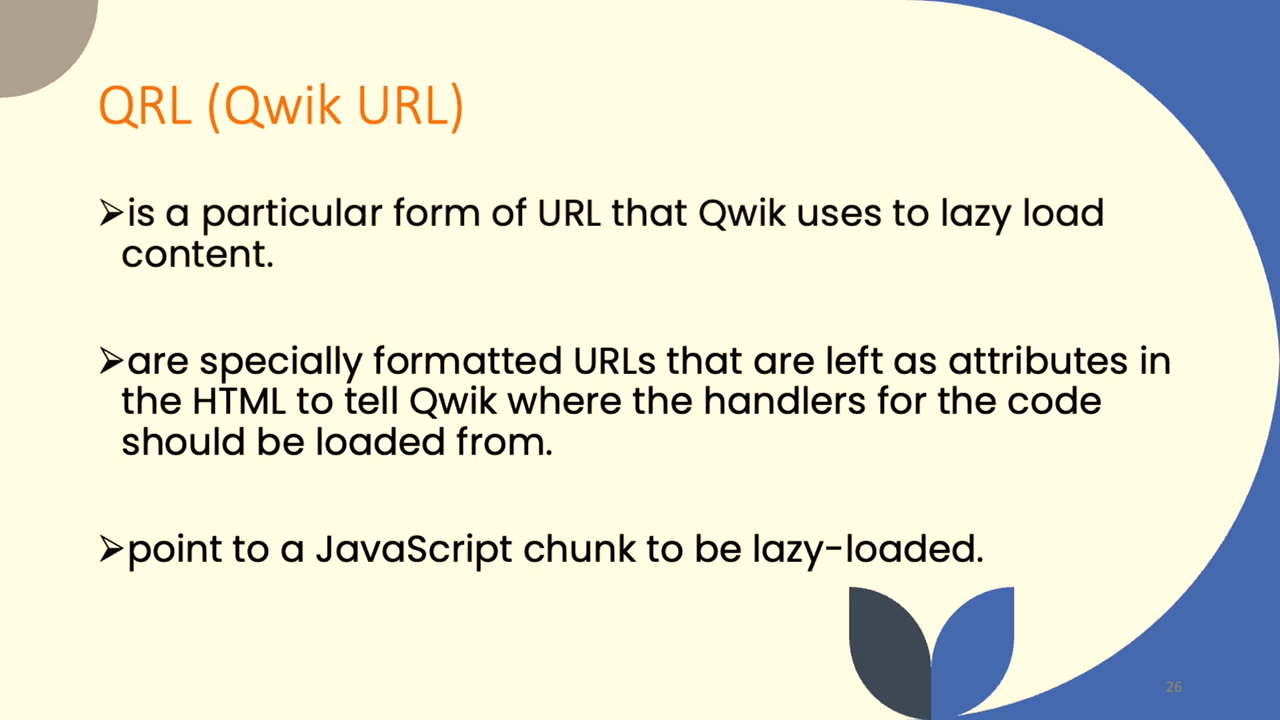 QRL (Qwik URL)
➢is a particular form of URL that Qwik uses to lazy load
content.
➢are specially formatted URLs that are left as attributes in
the HTML to tell Qwik where the handlers for the code
should be loaded from.
➢point to a JavaScript chunk to be lazy-loaded.
26